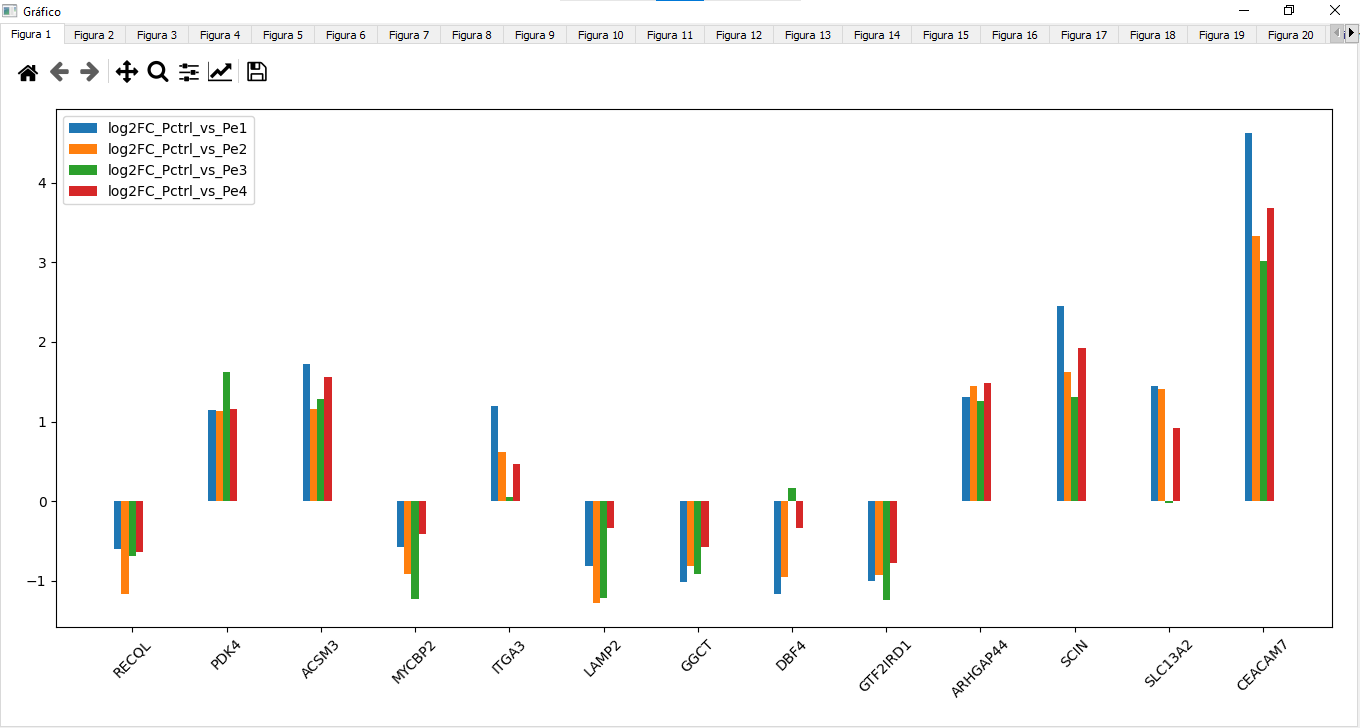 Gráfico
Figura 1 Figura 2 Figura 3 Figura 4 Figura 5 Figura 6 Figura 7 Figura 8 Figura 9 Figura 10 Figura 11 Figura 12 Figura 13 Figura 14 Figura 15 Figura 16 Figura 17 Figura 18 Figura 19 Figura 20
log2FC_Pctrl_vs_Pe1
log2FC_Pctrl_vs_Pe2
log2FC_Pctrl_vs_Pe3
log2FC_Pctrl_vs_Pe4
4
3
2
1
0
−1
RECQL PDK4 ACSM3 MYCBP2 ITGA3 LAMP2 GGCT DBF4 GTF2IRD1 ARHGAP44 SCIN SLC13A2 CEACAM7